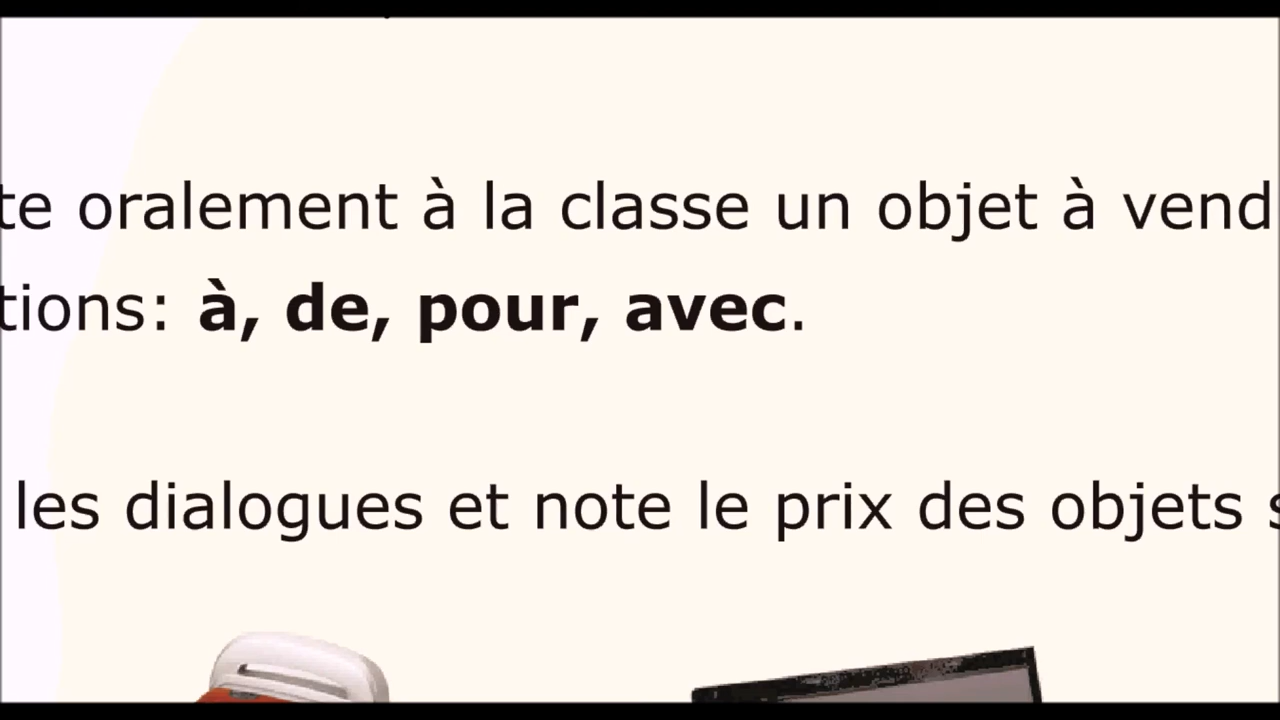 te oralement à la classe un objet à vend
tions: à, de, pour, avec.
les dialogues et note le prix des objets s